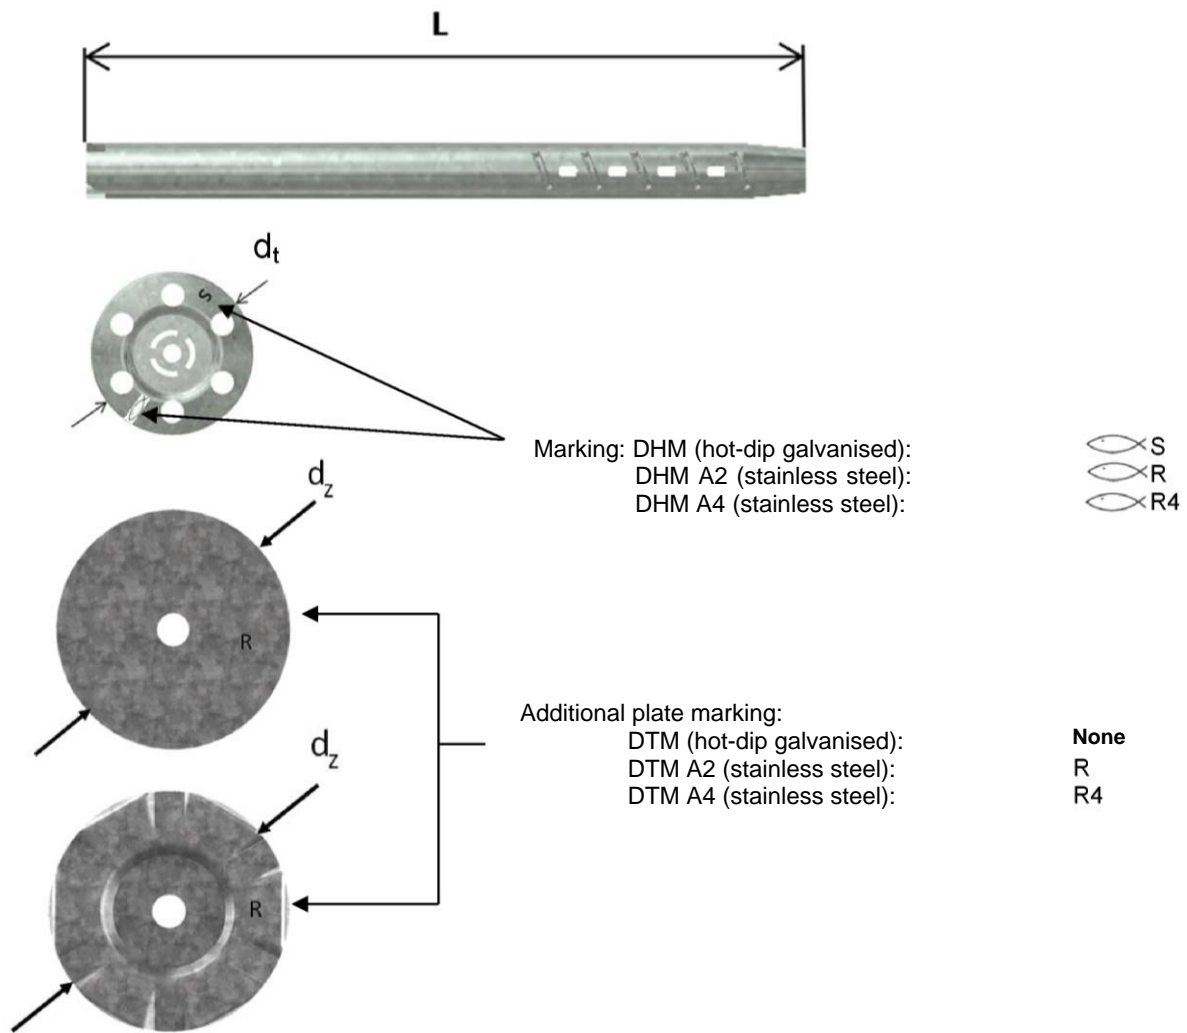 L
dt
S
Marking: DHM (hot-dip galvanised): S
DHM A2 (stainless steel): R
DHM A4 (stainless steel): R4
dz
R
Additional plate marking:
DTM (hot-dip galvanised): None
DTM A2 (stainless steel): R
DTM A4 (stainless steel): R4
dz
R